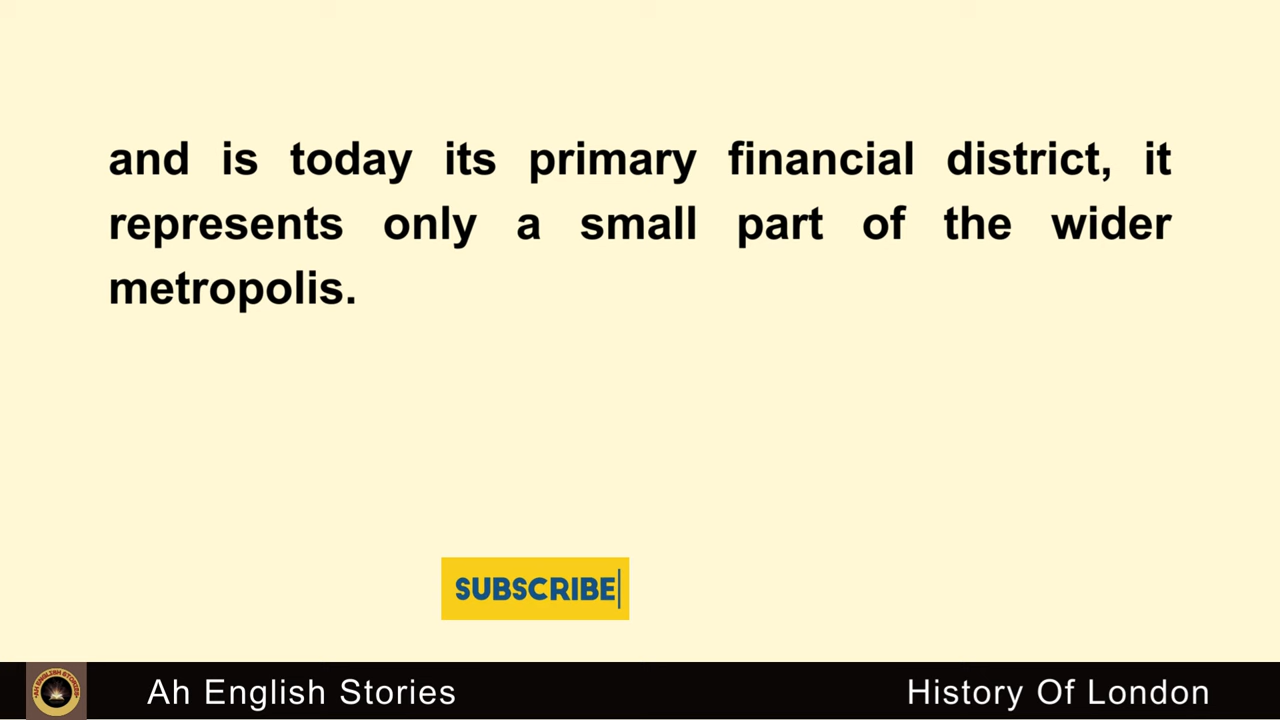 and is today its primary financial district, it
represents only a small part of the wider
metropolis.
SUBSCRIBE
Ah English Stories
History Of London